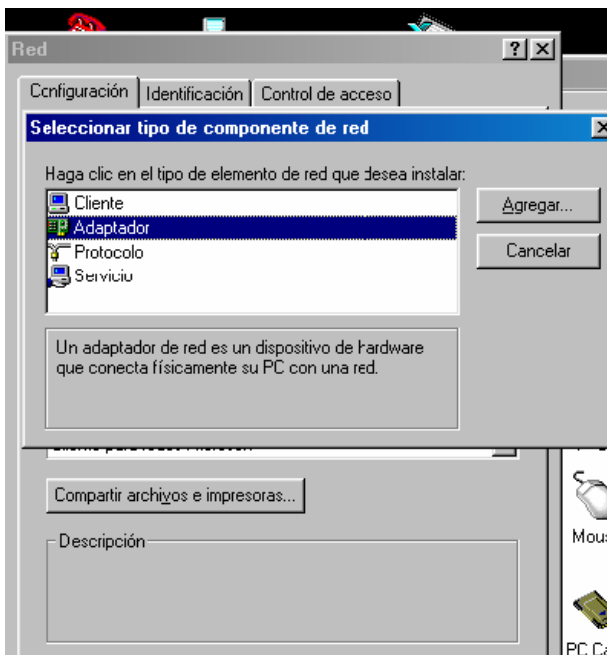 Red
Configuración
Identificación
Control de acceso
Seleccionar tipo de componente de red
Haga clic en el tipo de elemento de red que desea instalar:
Cliente
Agregar...
Adaptador
Protocolo
Cancelar
Servicio
Un adaptador de red es un dispositivo de hardware
que conecta físicamente su PC con una red.
Compartir archivos e impresoras...
Descripción
Mou
PC Ca